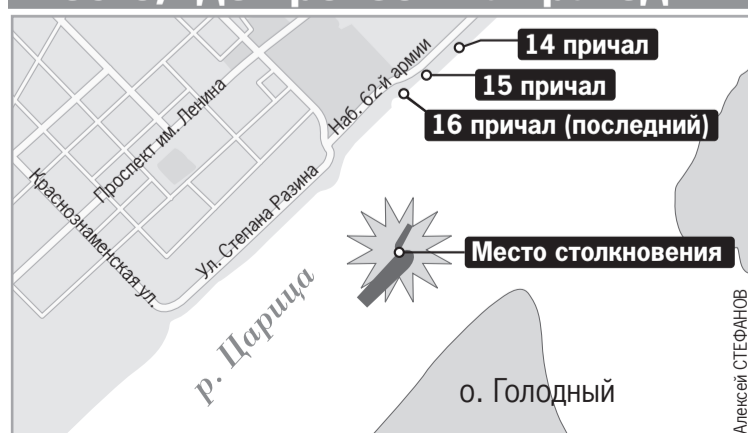 14 причал
Наб. 62-й армии
15 причал
16 причал (последний)
Проспект им. Ленина
Краснознаменская ул.
Ул. Степана Разина
Место столкновения
р. Царица
о. Голодный
Алексей СТЕФАНОВ